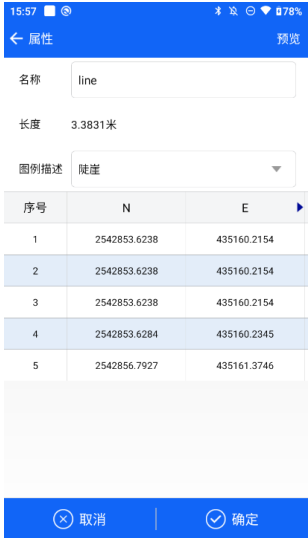 15:57 78%
属性 预览
名称 line
长度 3.3831米
图例描述 陡崖
序号 N E
1 2542853.6238 435160.2154
2 2542853.6238 435160.2154
3 2542853.6238 435160.2154
4 2542853.6284 435160.2345
5 2542856.7927 435161.3746
取消 确定